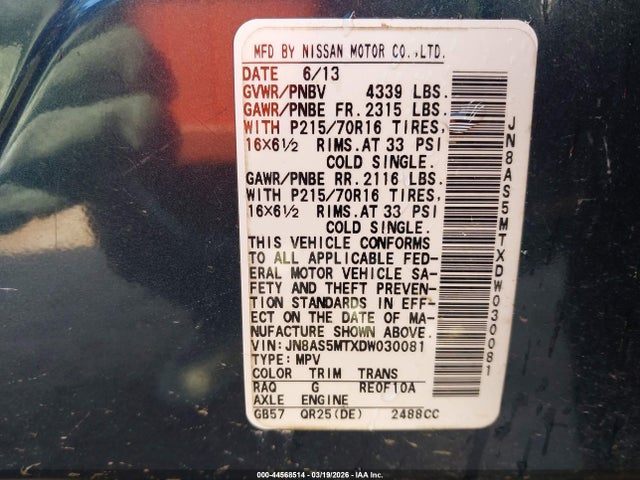 MFD BY NISSAN MOTOR CO.,LTD.
DATE 6/13
GVWR/PNBV 4339 LBS.
GAWR/PNBE FR. 2315 LBS.
WITH P215/70R16 TIRES,
16X6½ RIMS. AT 33 PSI
COLD SINGLE.
GAWR/PNBE RR. 2116 LBS.
WITH P215/70R16 TIRES,
16X6½ RIMS. AT 33 PSI
COLD SINGLE.
THIS VEHICLE CONFORMS
TO ALL APPLICABLE FED-
ERAL MOTOR VEHICLE SA-
FETY AND THEFT PREVEN-
TION STANDARDS IN EFF-
ECT ON THE DATE OF MA-
NUFACTURE SHOWN ABOVE.
VIN: JN8AS5MTXDW030081
TYPE: MPV
COLOR TRIM TRANS
RAQ G RE0F10A
AXLE ENGINE
GB57 QR25(DE) 2488CC
JN8AS5MTXDW030081
000-44568514 - 03/19/2026 - IAA Inc.